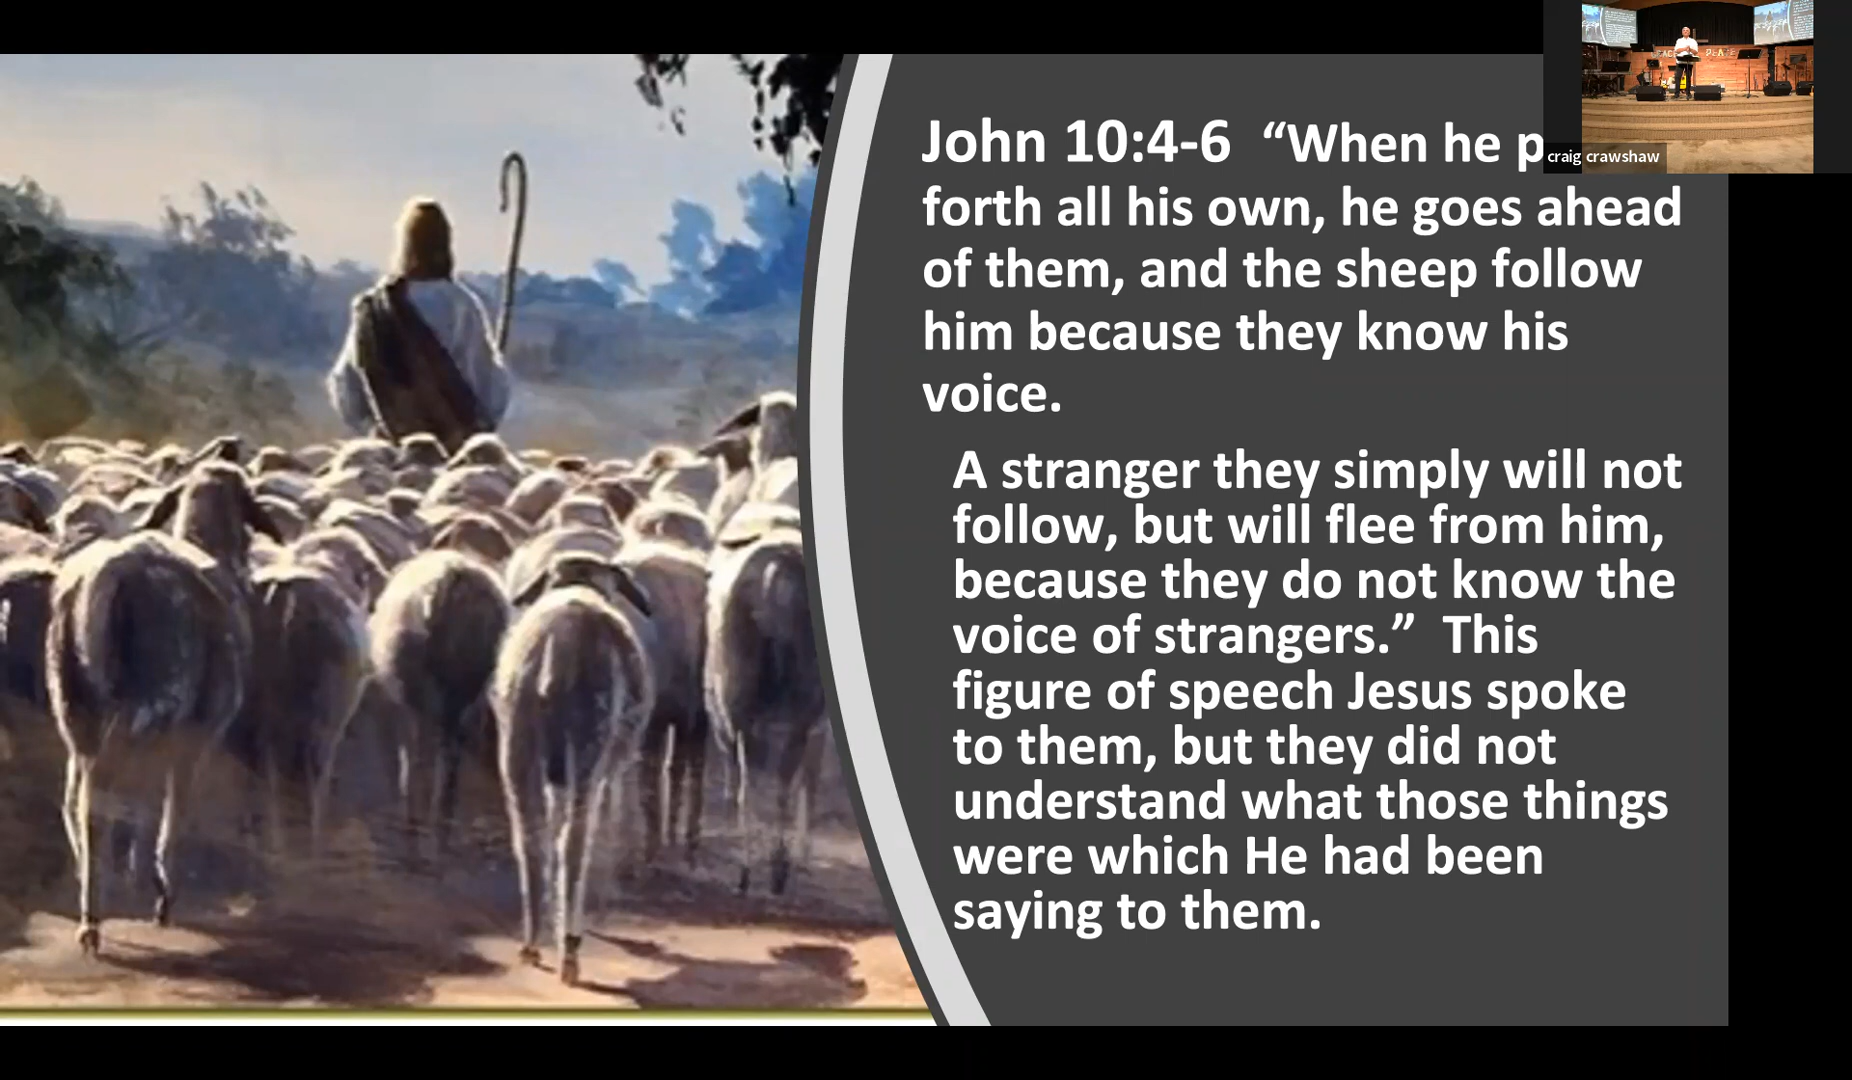 John 10:4-6 “When he p
forth all his own, he goes ahead
of them, and the sheep follow
him because they know his
voice.
A stranger they simply will not
follow, but will flee from him,
because they do not know the
voice of strangers.” This
figure of speech Jesus spoke
to them, but they did not
understand what those things
were which He had been
saying to them.
craig crawshaw